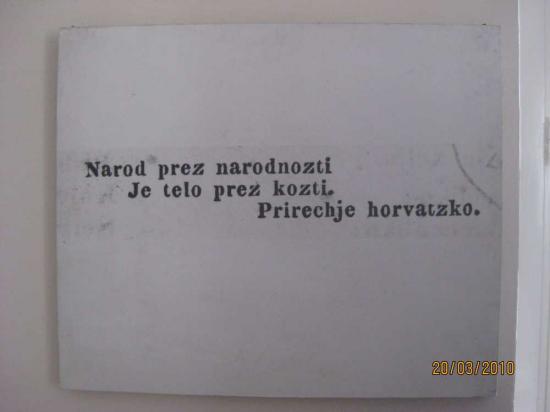 Narod prez narodnozti
Je telo prez kozti.
Prirechje horvatzko.
20/03/2010